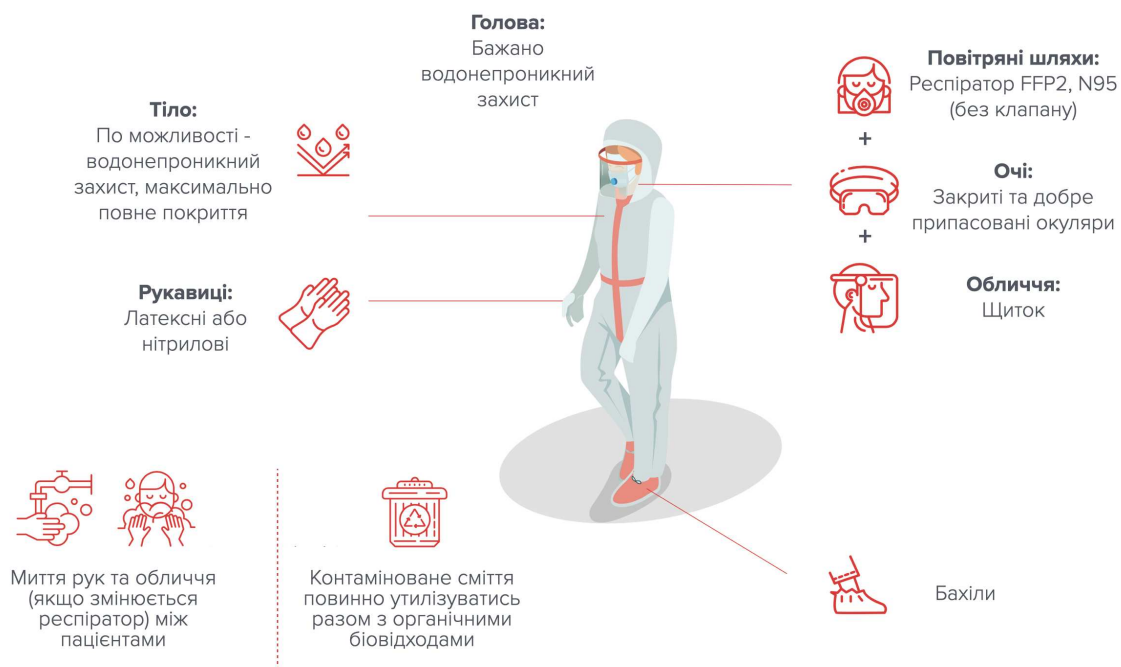 Голова:
Бажано
водонепроникний
захист
Тіло:
По можливості -
водонепроникний
захист, максимально
повне покриття
Рукавиці:
Латексні або
нітрилові
Повітряні шляхи:
Респіратор FFP2, N95
(без клапану)
+
Очі:
Закриті та добре
припасовані окуляри
+
Обличчя:
Щиток
Миття рук та обличчя
(якщо змінюється
респіратор) між
пацієнтами
Контаміноване сміття
повинно утилізуватись
разом з органічними
біовідходами
Бахіли